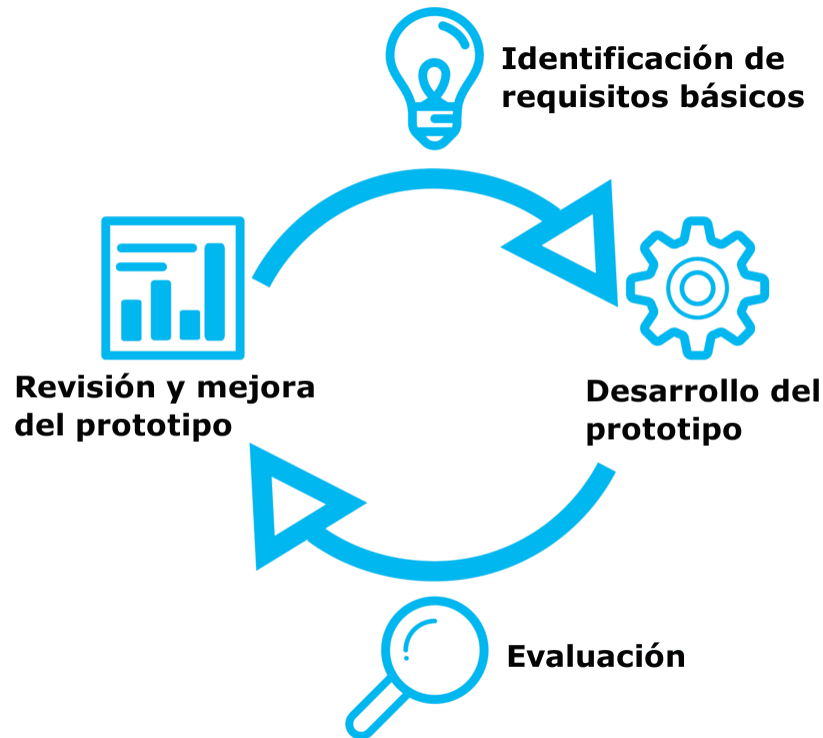 Identificación de
requisitos básicos
Desarrollo del
prototipo
Evaluación
Revisión y mejora
del prototipo